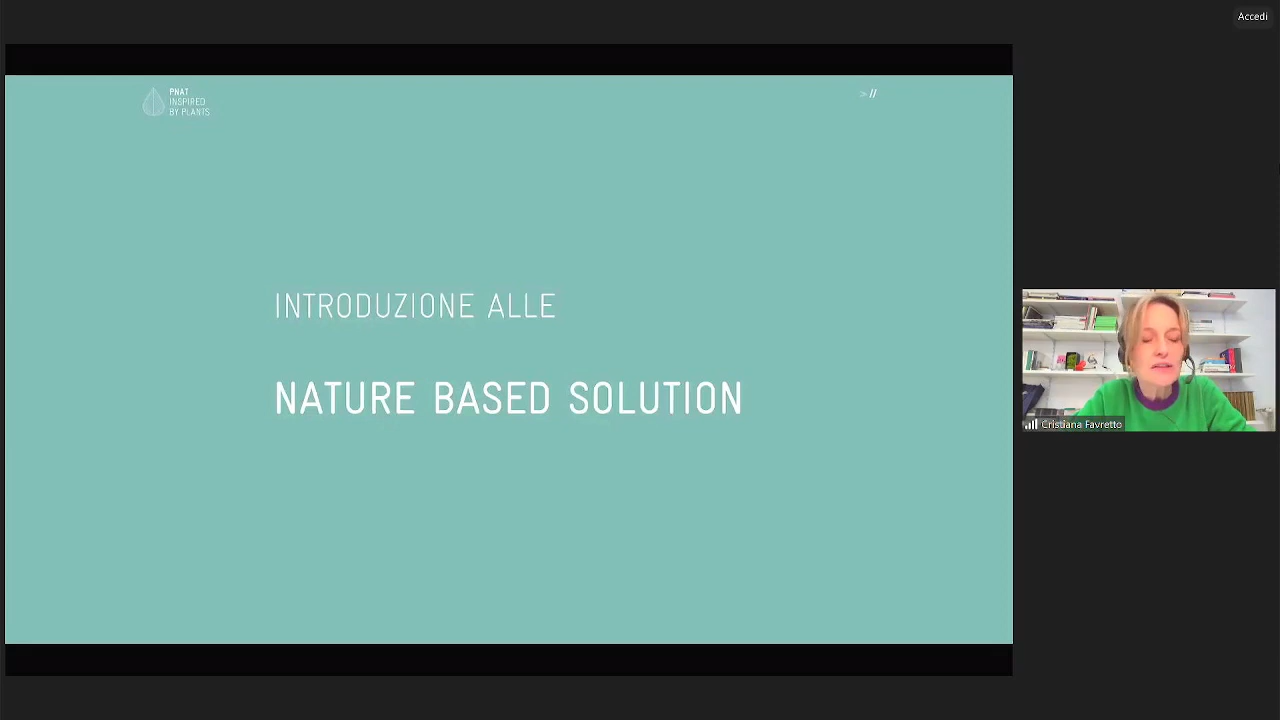 Accedi
PNAT
INSPIRED
BY PLANTS
> //
INTRODUZIONE ALLE
NATURE BASED SOLUTION
Cristiana Favretto